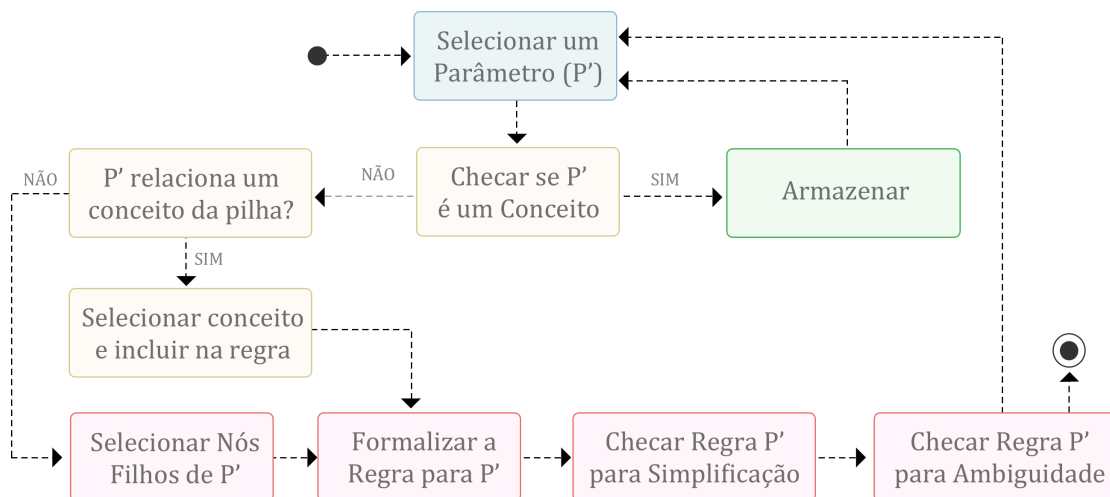 Selecionar um
Parâmetro (P’)
P’ relaciona um
conceito da pilha?
NÃO
NÃO
Checar se P’
é um Conceito
SIM
Armazenar
SIM
Selecionar conceito
e incluir na regra
Selecionar Nós
Filhos de P’
Formalizar a
Regra para P’
Checar Regra P’
para Simplificação
Checar Regra P’
para Ambiguidade